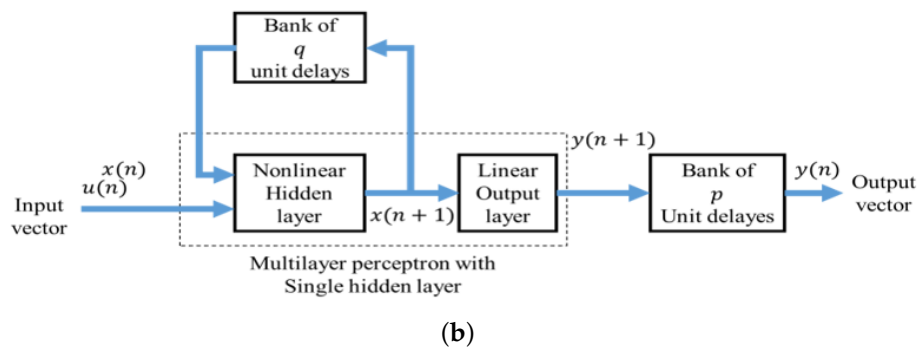 Bank of
q
unit delays
x(n)
u(n)
Input
vector
Nonlinear
Hidden
layer
x(n + 1)
Linear
Output
layer
y(n + 1)
Bank of
p
Unit delayes
y(n)
Output
vector
Multilayer perceptron with
Single hidden layer
(b)